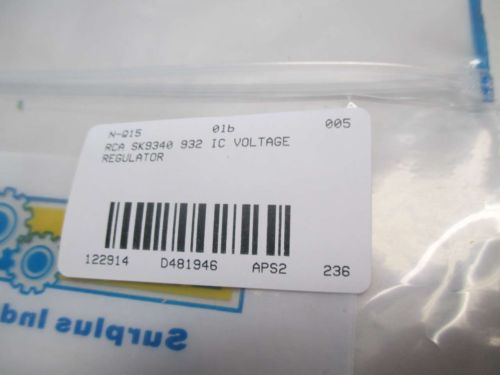 N-Q15 01b 005
RCA SK9340 932 IC VOLTAGE
REGULATOR
122914 D481946 APS2 236
Surplus Ind